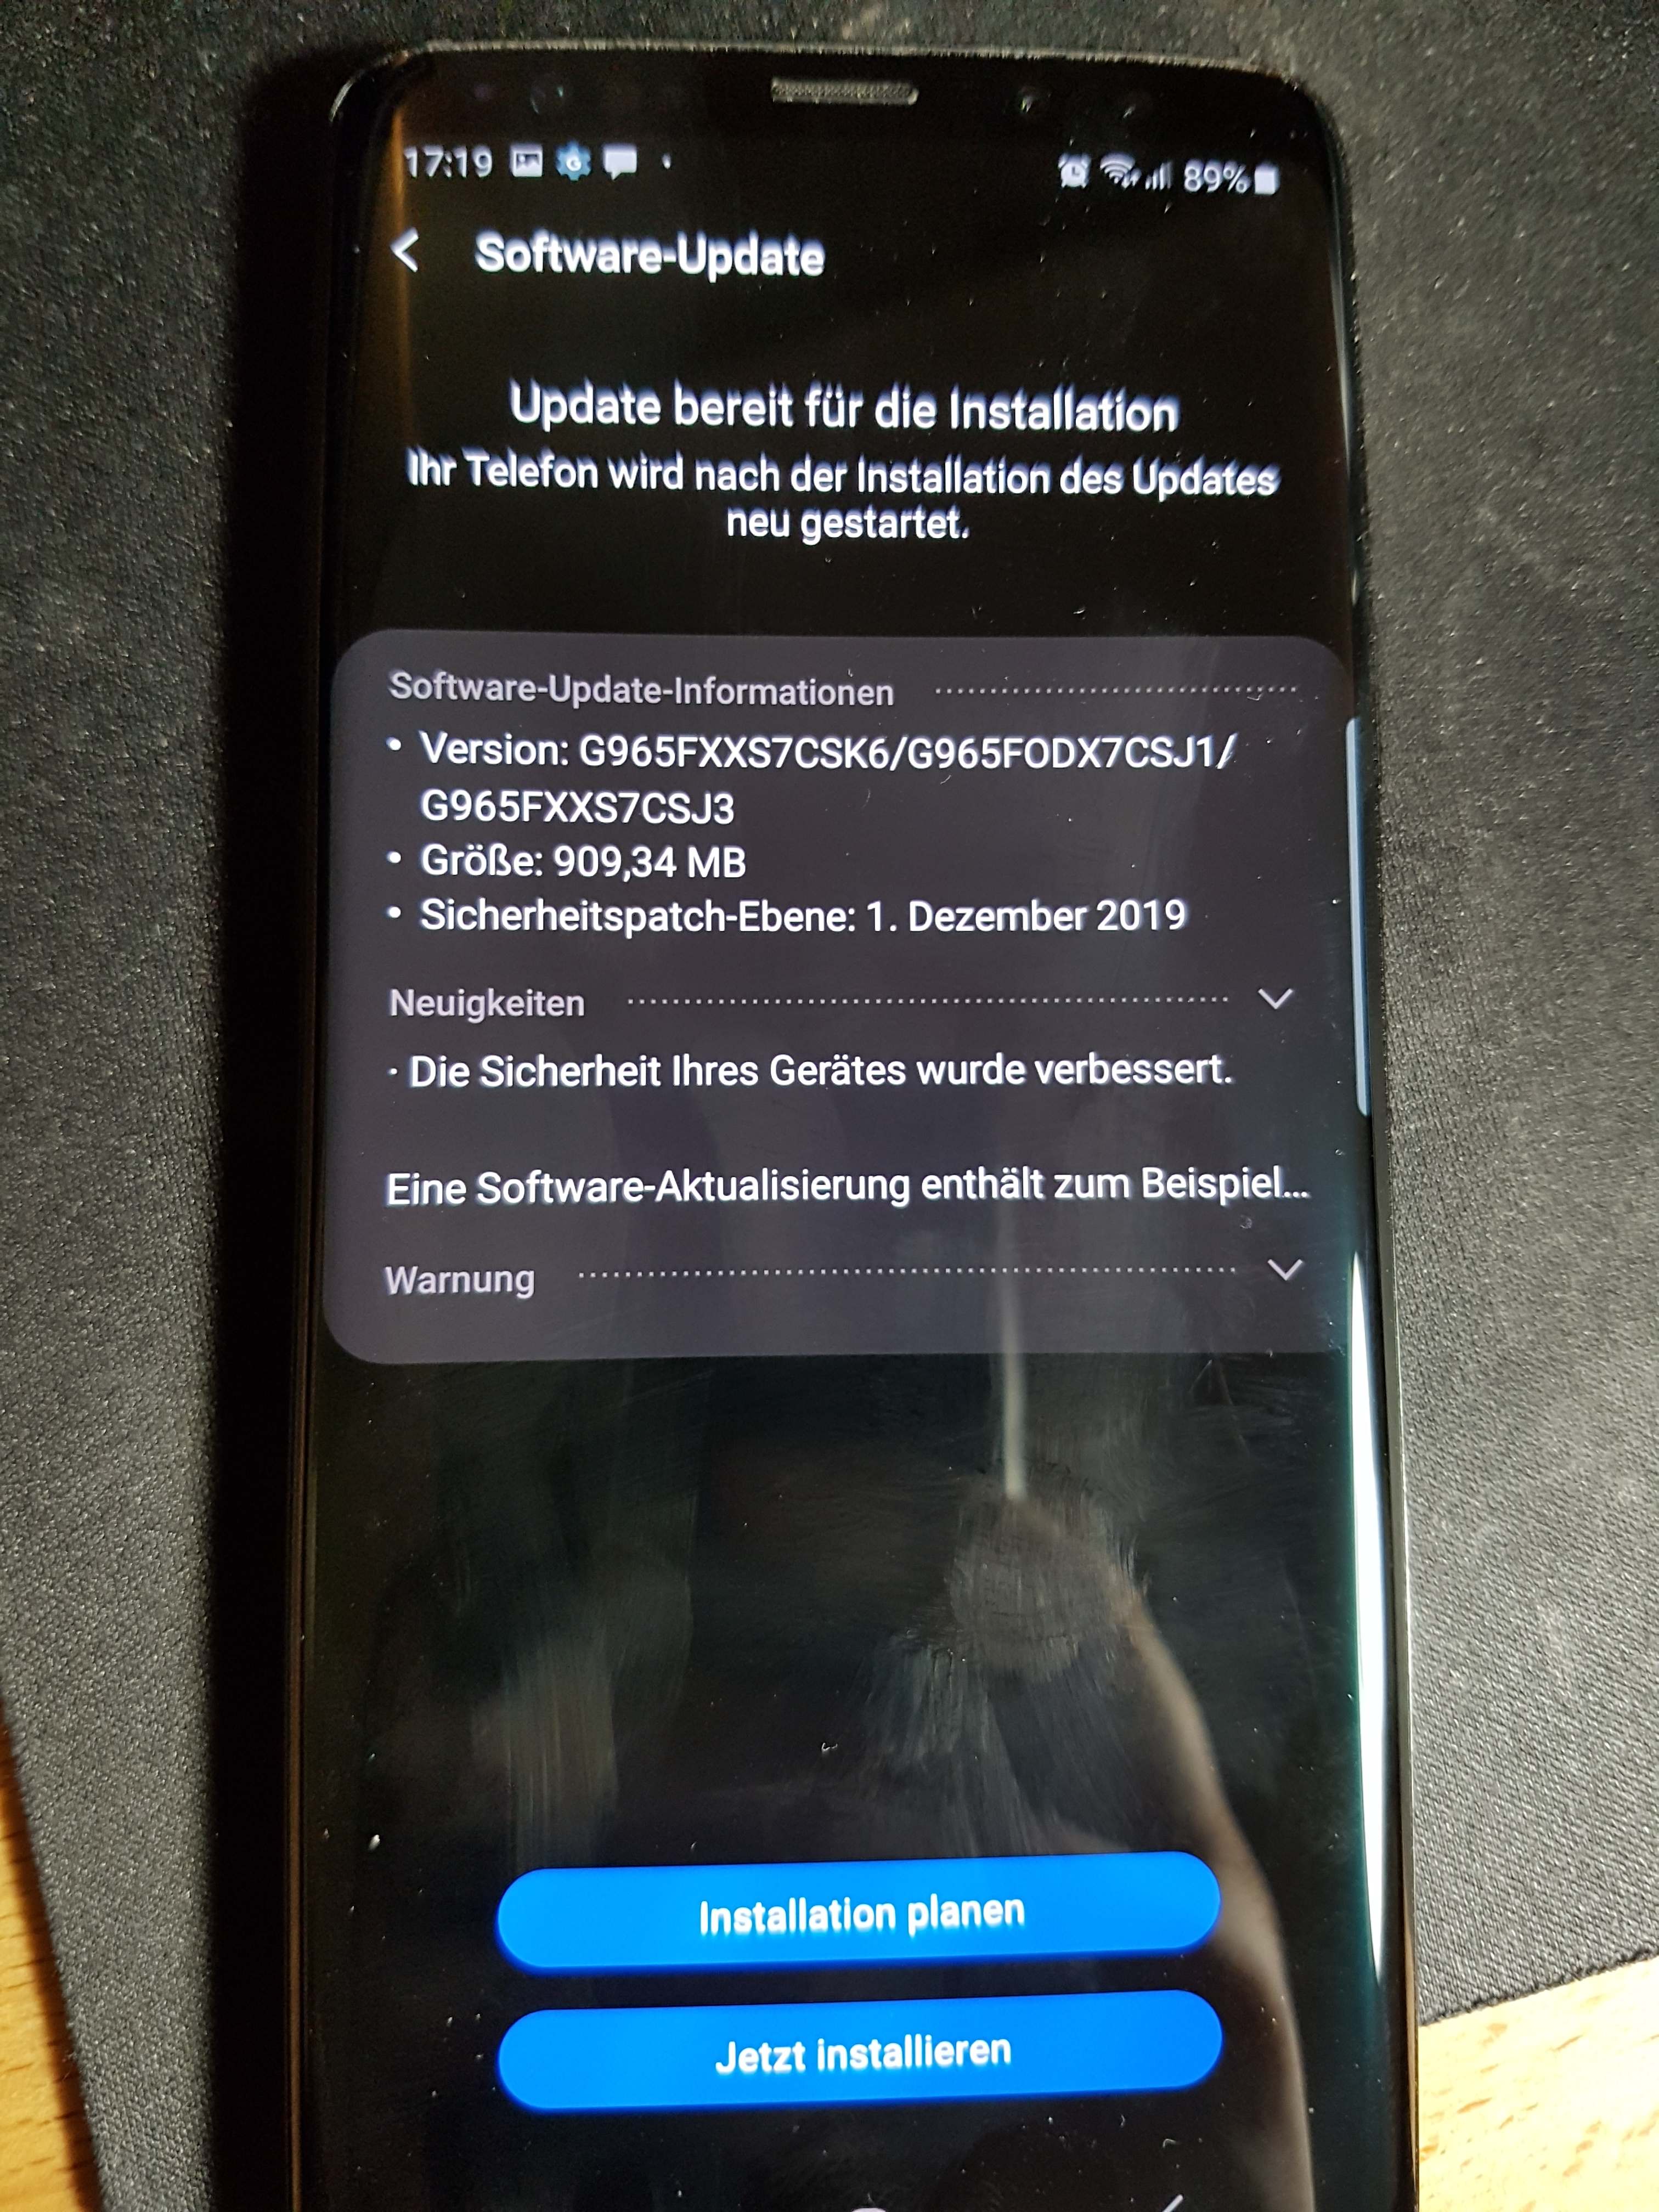 17:19
89%
Software-Update
Update bereit für die Installation
Ihr Telefon wird nach der Installation des Updates
neu gestartet.
Software-Update-Informationen
• Version: G965FXXS7CSK6/G965FODX7CSJ1/
G965FXXS7CSJ3
• Größe: 909,34 MB
• Sicherheitspatch-Ebene: 1. Dezember 2019
Neuigkeiten
· Die Sicherheit Ihres Gerätes wurde verbessert.
Eine Software-Aktualisierung enthält zum Beispiel...
Warnung
Installation planen
Jetzt installieren